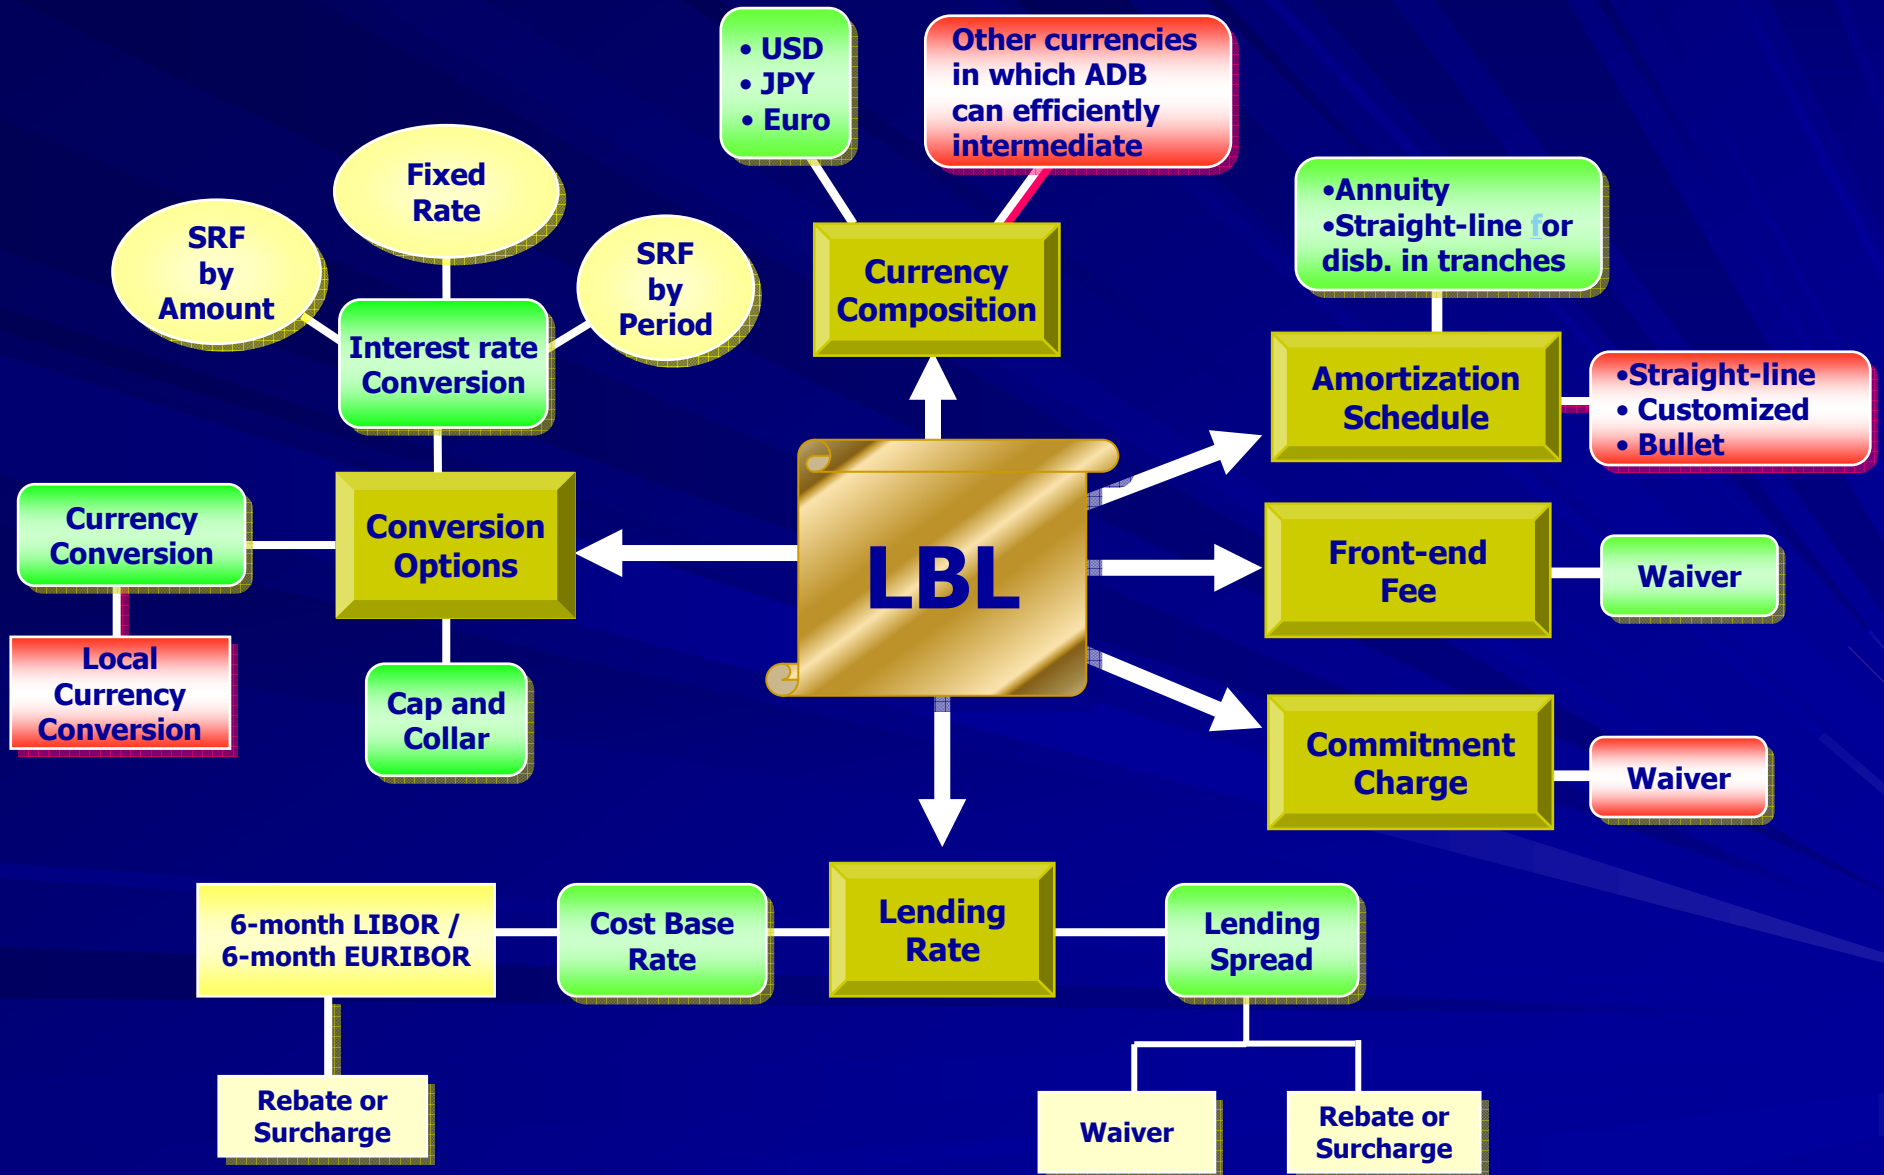 • USD
• JPY
• Euro
Other currencies
in which ADB
can efficiently
intermediate
Currency
Composition
Fixed
Rate
SRF
by
Amount
SRF
by
Period
Interest rate
Conversion
Conversion
Options
Currency
Conversion
Local
Currency
Conversion
Cap and
Collar
•Annuity
•Straight-line for
disb. in tranches
Amortization
Schedule
•Straight-line
• Customized
• Bullet
LBL
Front-end
Fee
Waiver
Commitment
Charge
Waiver
Lending
Rate
Cost Base
Rate
6-month LIBOR /
6-month EURIBOR
Rebate or
Surcharge
Lending
Spread
Waiver
Rebate or
Surcharge